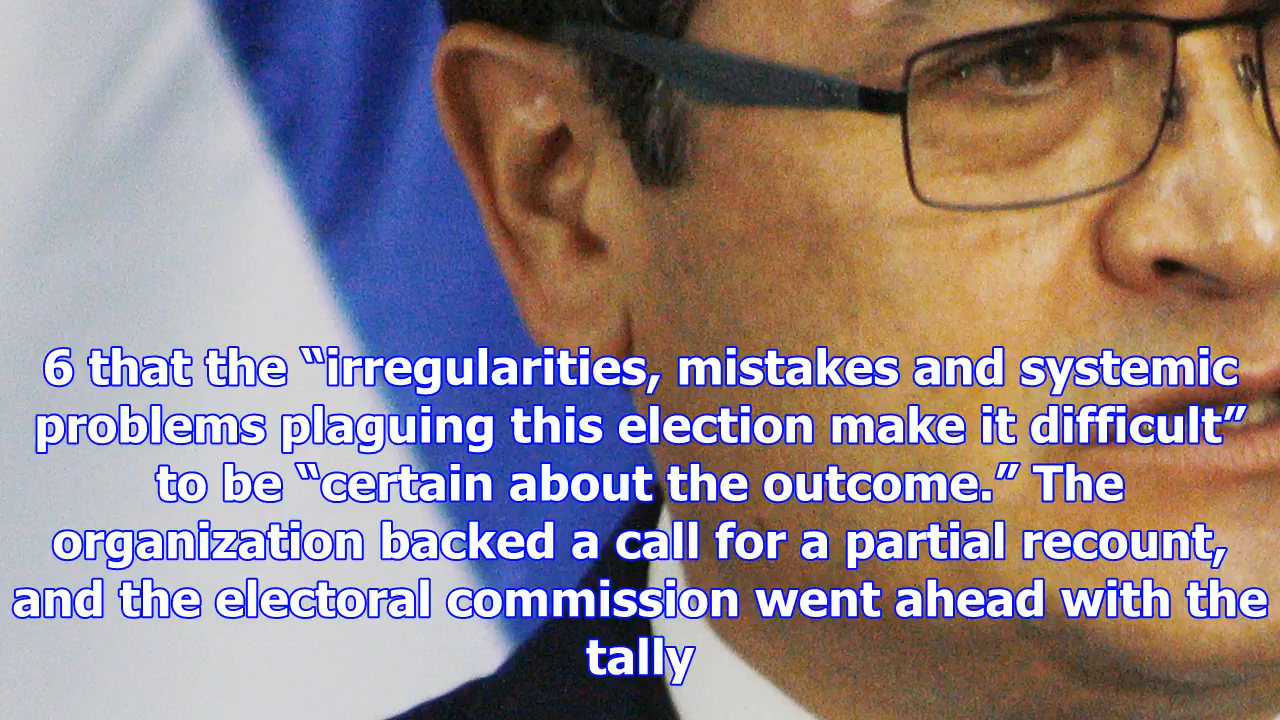 6 that the “irregularities, mistakes and systemic
problems plaguing this election make it difficult”
to be “certain about the outcome.” The
organization backed a call for a partial recount,
and the electoral commission went ahead with the
tally